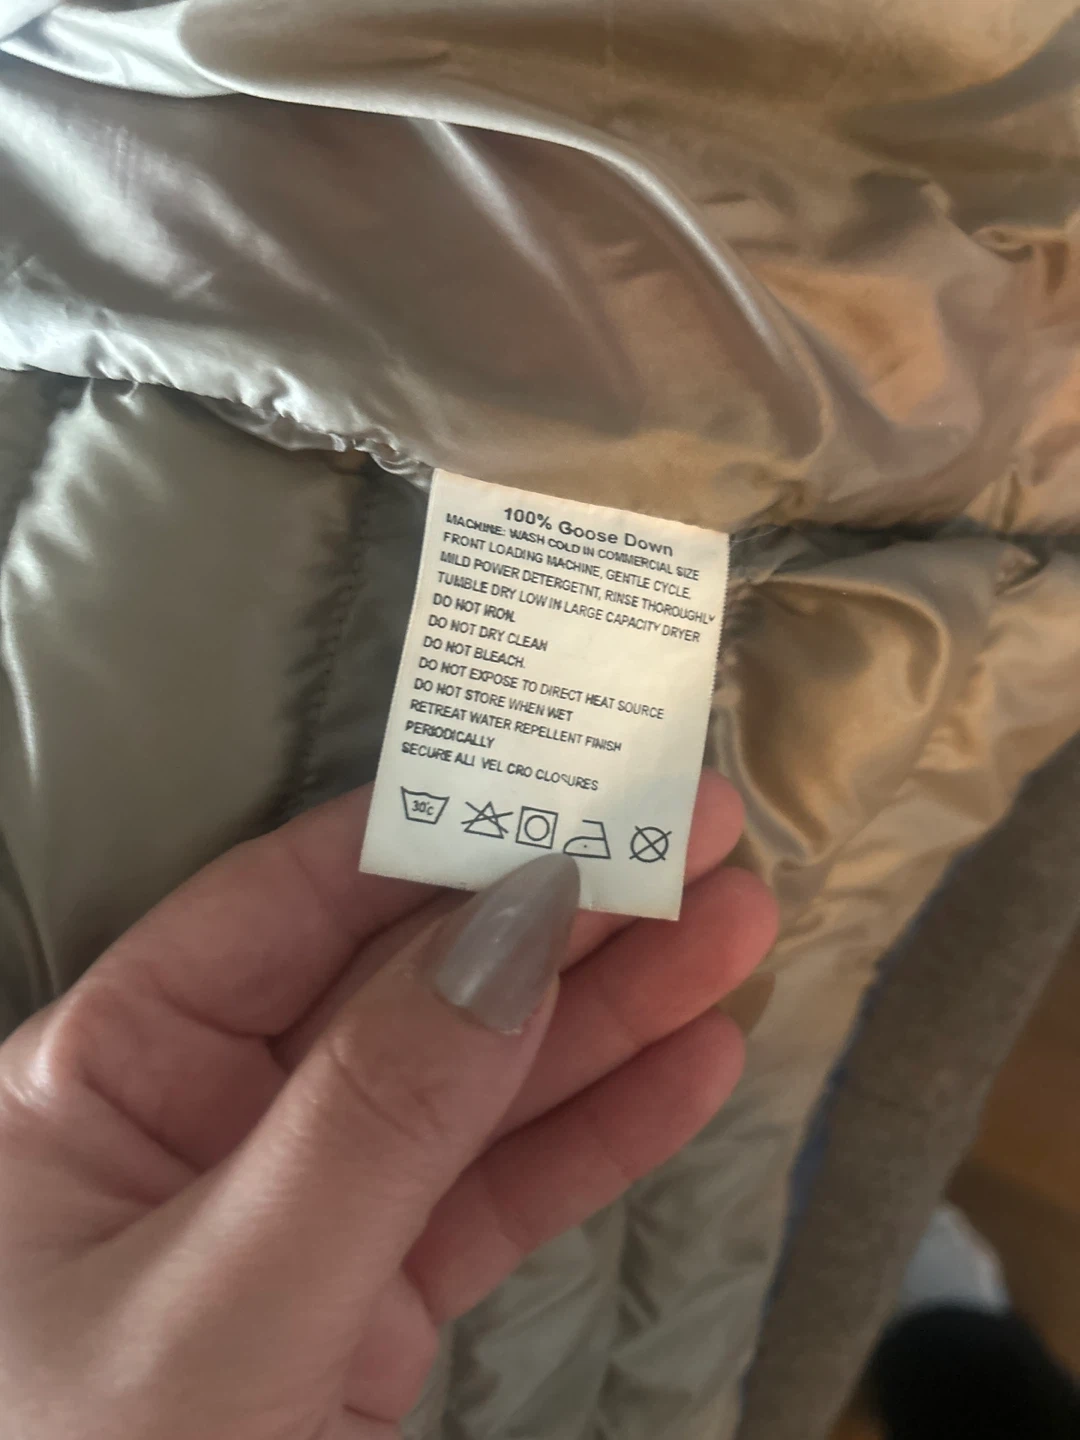 100% Goose Down
MACHINE: WASH COLD IN COMMERCIAL SIZE
FRONT LOADING MACHINE, GENTLE CYCLE.
MILD POWER DETERGETNT, RINSE THOROUGHLY
TUMBLE DRY LOW IN LARGE CAPACITY DRYER
DO NOT IRON.
DO NOT DRY CLEAN
DO NOT BLEACH.
DO NOT EXPOSE TO DIRECT HEAT SOURCE
DO NOT STORE WHEN WET
RETREAT WATER REPELLENT FINISH
PERIODICALLY
SECURE ALL VEL CRO CLOSURES
30°c